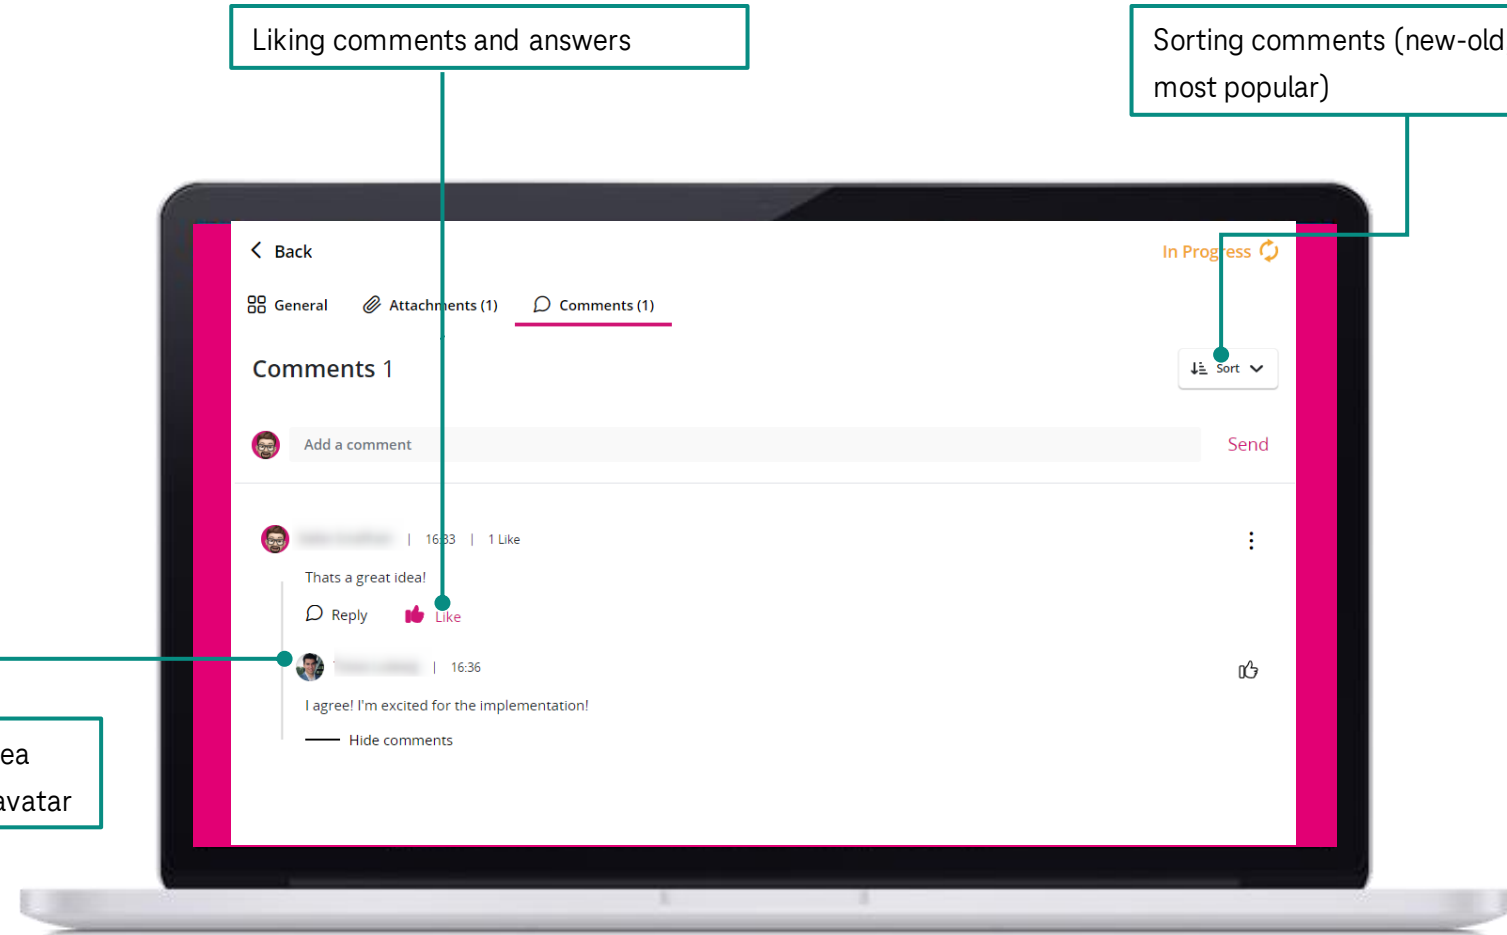 Liking comments and answers
Sorting comments (new-old
most popular)
Back
In Progress
General
Attachments (1)
Comments (1)
Comments 1
Sort
Add a comment
Send
| 16:33 | 1 Like
Thats a great idea!
Reply
Like
| 16:36
I agree! I'm excited for the implementation!
Hide comments
ea
avatar